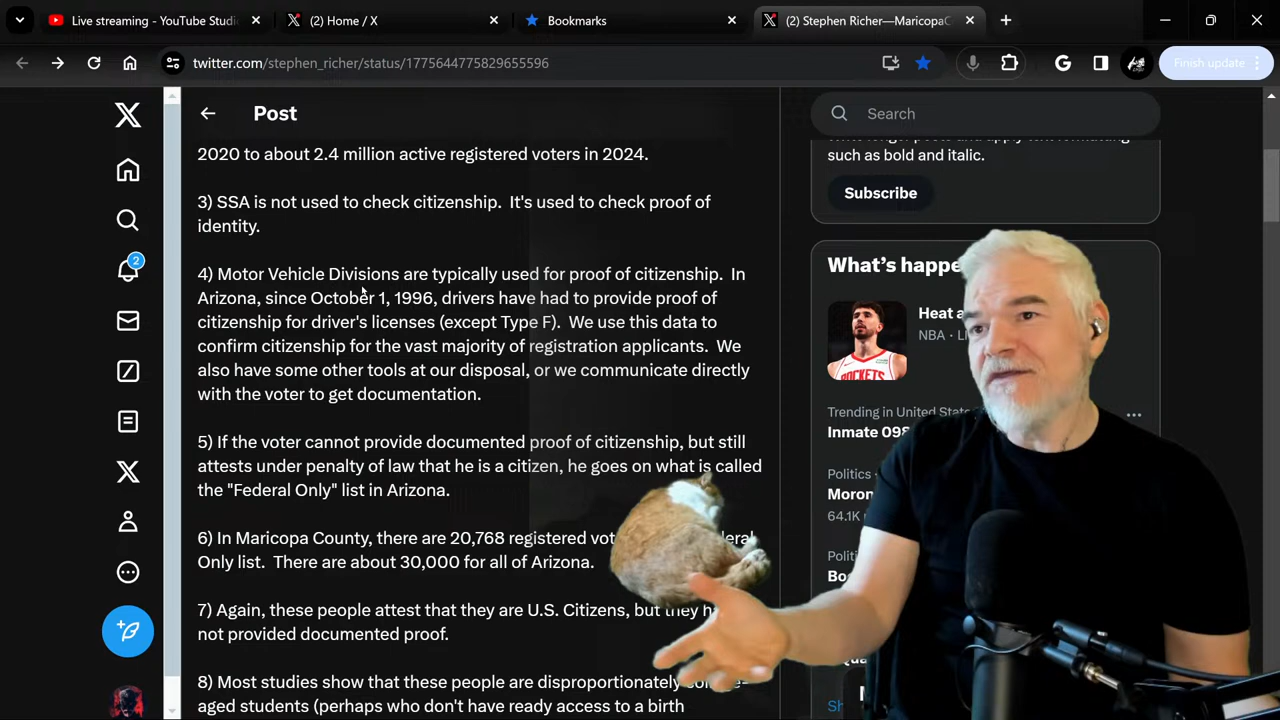 Live streaming - YouTube Studi
(2) Home / X
Bookmarks
(2) Stephen Richer—MaricopaC
twitter.com/stephen_richer/status/1775644775829655596
Finish update
Post
Search
2020 to about 2.4 million active registered voters in 2024.
3) SSA is not used to check citizenship. It's used to check proof of
identity.
4) Motor Vehicle Divisions are typically used for proof of citizenship. In
Arizona, since October 1, 1996, drivers have had to provide proof of
citizenship for driver's licenses (except Type F). We use this data to
confirm citizenship for the vast majority of registration applicants. We
also have some other tools at our disposal, or we communicate directly
with the voter to get documentation.
5) If the voter cannot provide documented proof of citizenship, but still
attests under penalty of law that he is a citizen, he goes on what is called
the "Federal Only" list in Arizona.
6) In Maricopa County, there are 20,768 registered vot
Only list. There are about 30,000 for all of Arizona.
7) Again, these people attest that they are U.S. Citizens, but they h
not provided documented proof.
8) Most studies show that these people are disproportionately
aged students (perhaps who don't have ready access to a birth
2
such as bold and italic.
Subscribe
What's happe
Heat a
NBA · L
ROCKETS
Trending in United States
Inmate 098
Politics ·
Moron
64.1K
Politi
Bo
Qua
Sh